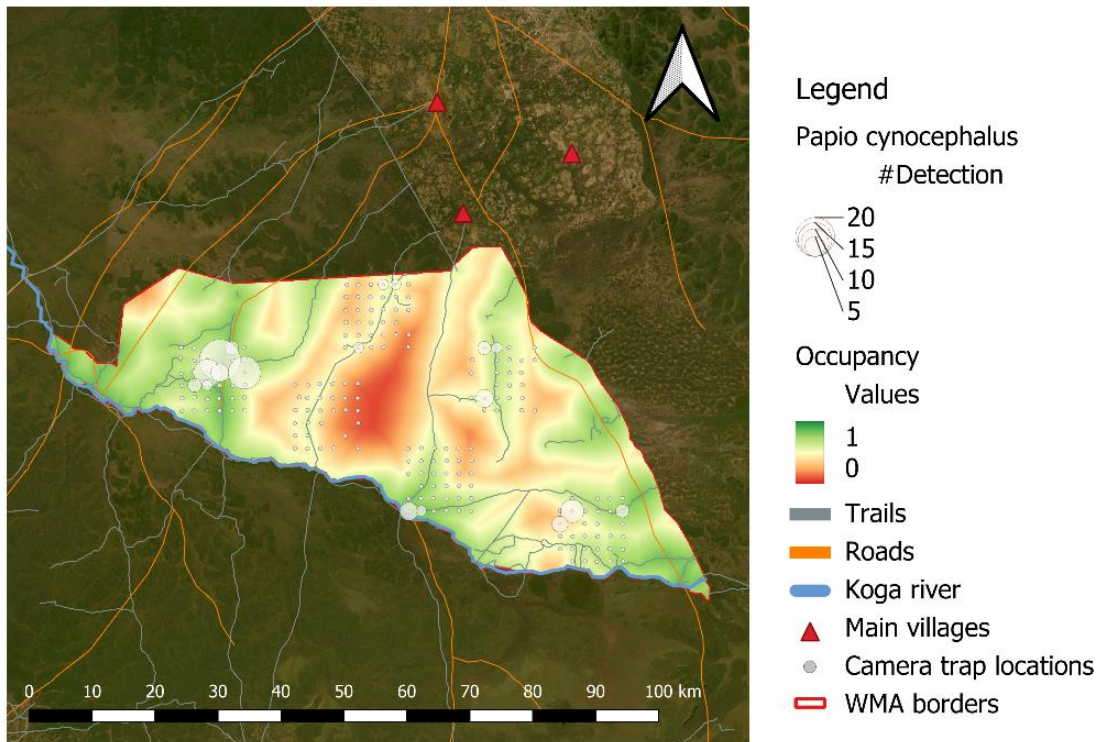 Legend
Papio cynocephalus
#Detection
20
15
10
5
Occupancy
Values
1
0
Trails
Roads
Koga river
Main villages
Camera trap locations
WMA borders
0 10 20 30 40 50 60 70 80 90 100 km